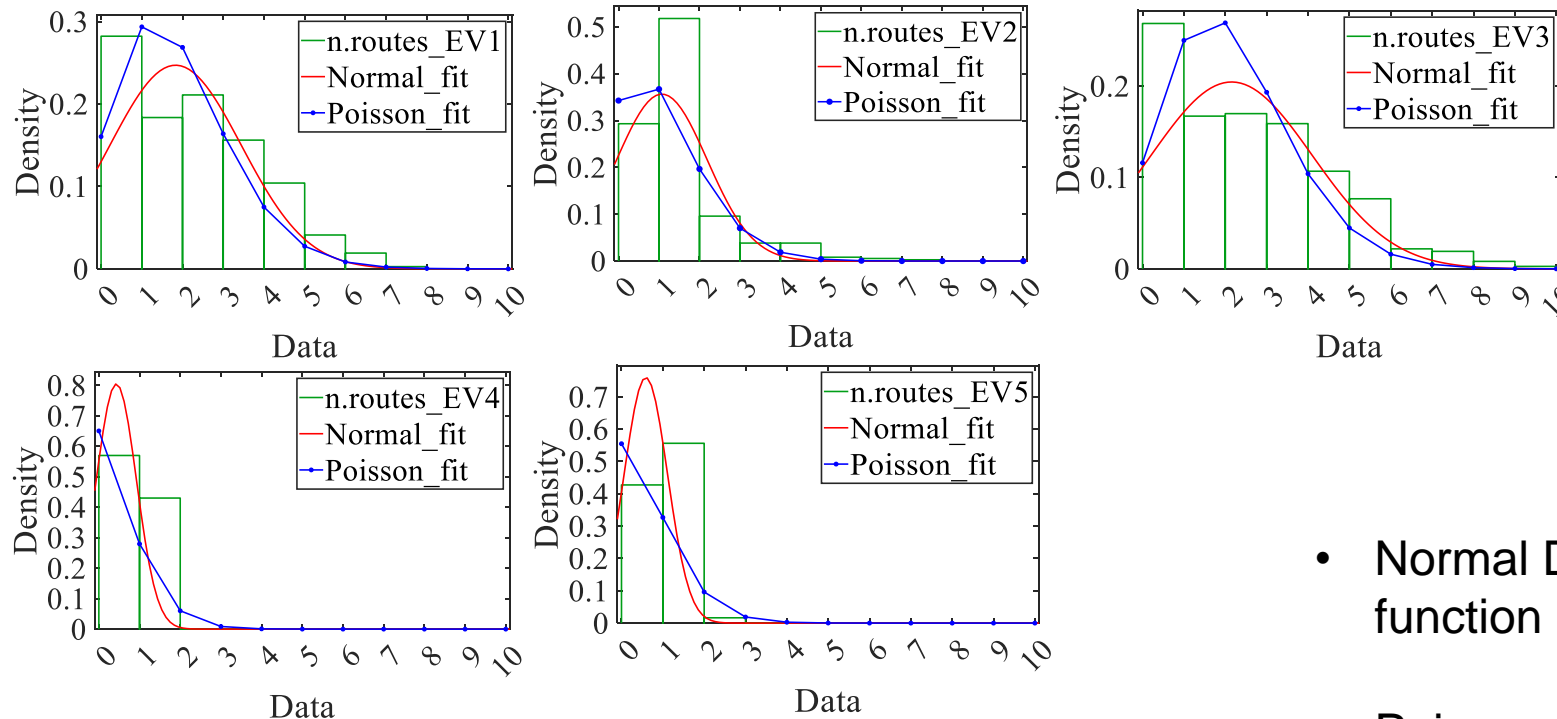 0.3
0.2
0.1
0
Density
n.routes_EV1
Normal_fit
Poisson_fit
0 1 2 3 4 5 6 7 8 9 10
Data
0.5
0.4
0.3
0.2
0.1
0
Density
n.routes_EV2
Normal_fit
Poisson_fit
0 1 2 3 4 5 6 7 8 9 10
Data
0.2
0.1
0
Density
n.routes_EV3
Normal_fit
Poisson_fit
0 1 2 3 4 5 6 7 8 9
Data
0.8
0.7
0.6
0.5
0.4
0.3
0.2
0.1
0
Density
n.routes_EV4
Normal_fit
Poisson_fit
0 1 2 3 4 5 6 7 8 9 10
Data
0.7
0.6
0.5
0.4
0.3
0.2
0.1
0
Density
n.routes_EV5
Normal_fit
Poisson_fit
0 1 2 3 4 5 6 7 8 9 10
Data
• Normal
function